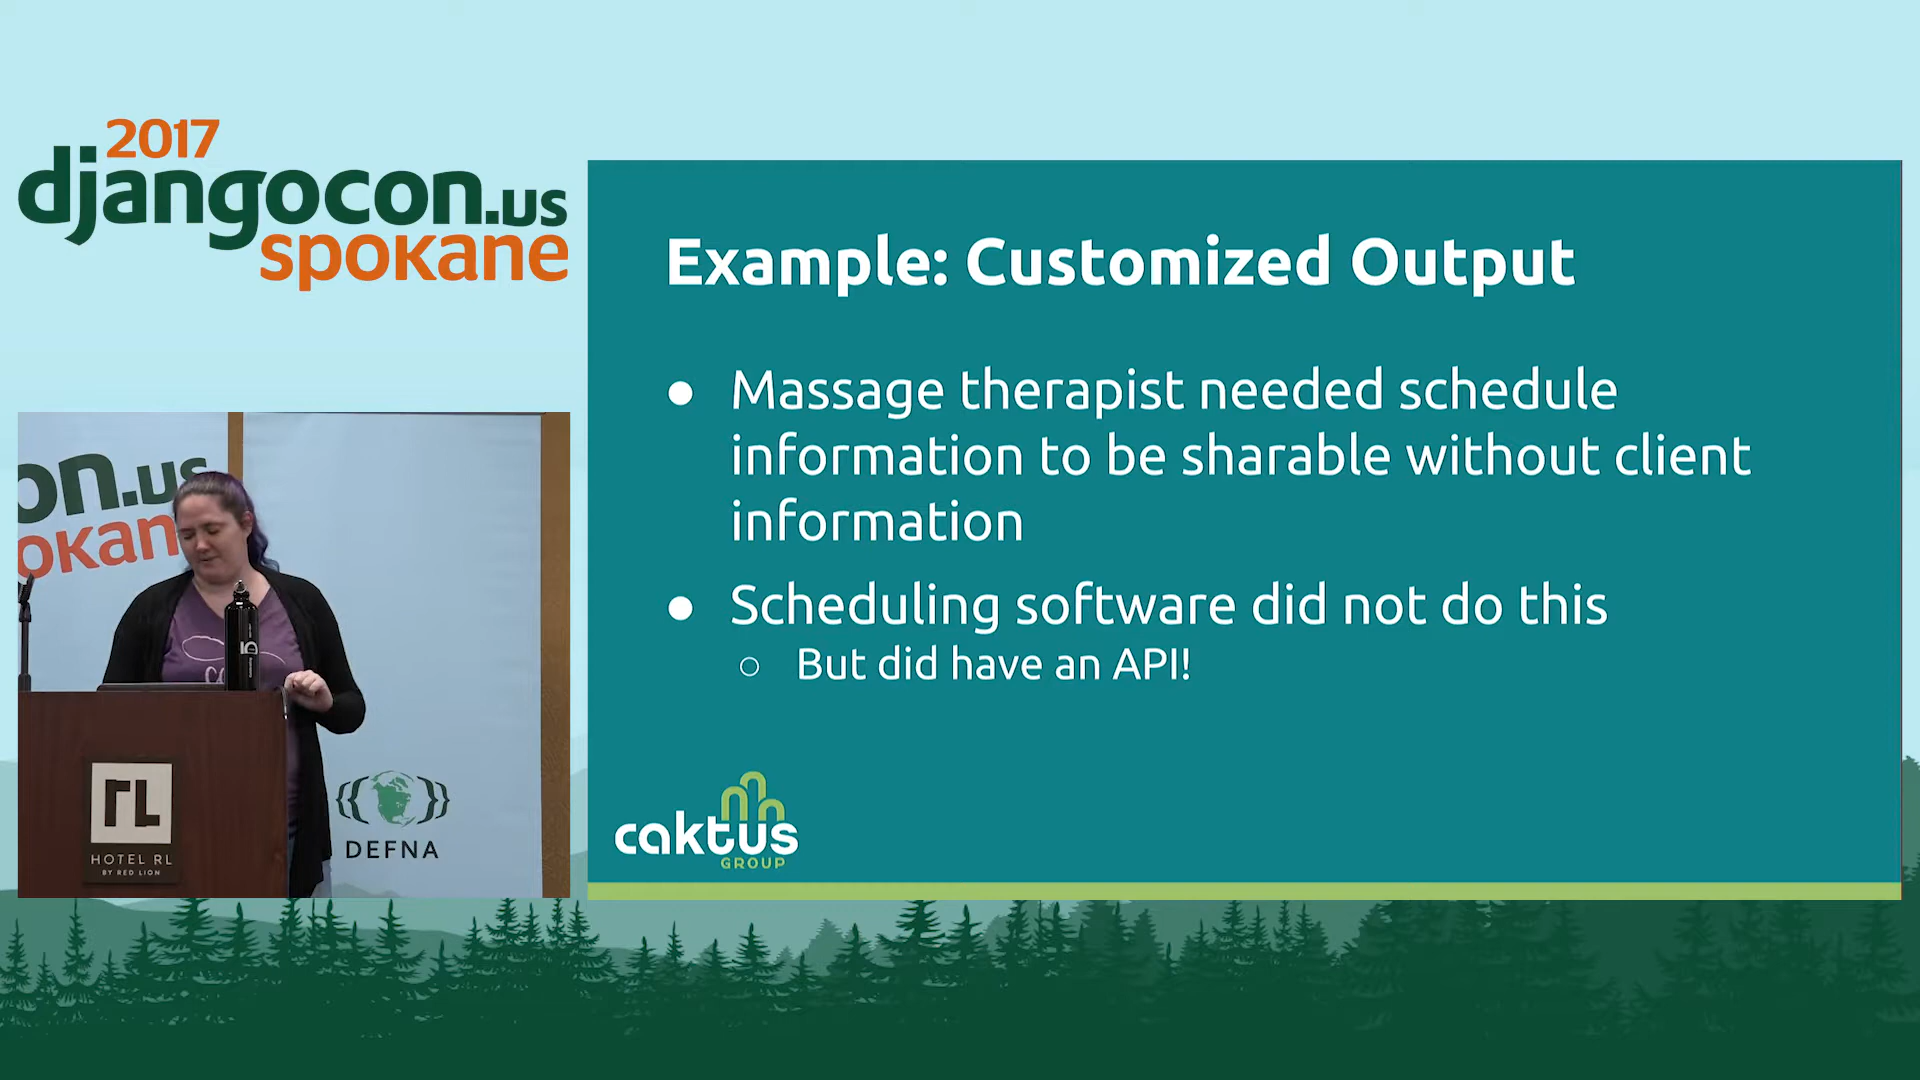 2017
djangocon.us
spokane
Example: Customized Output
● Massage therapist needed schedule
information to be sharable without client
information
● Scheduling software did not do this
○ But did have an API!
caktus
GROUP
on.us
okan
RL
HOTEL RL
BY RED LION
DEFNA